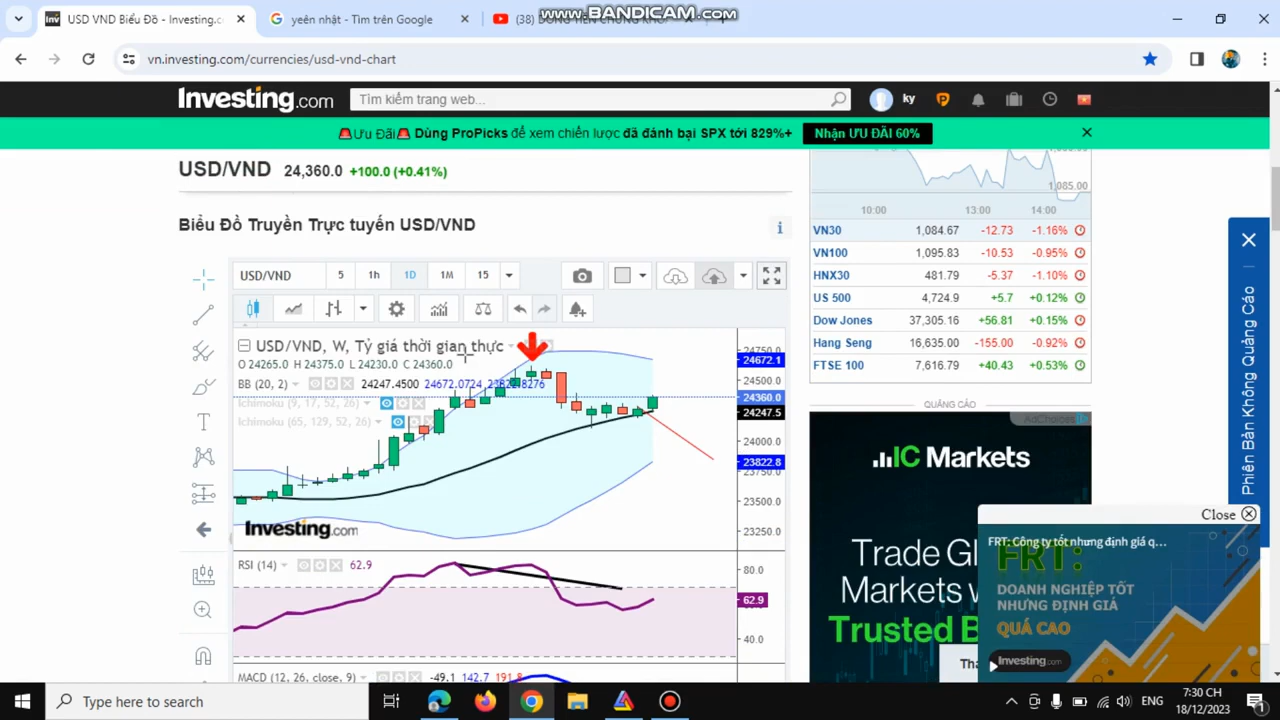 www.BANDICAM.com
USD VND Biểu Đồ - Investing.c
yeên nhật - Tìm trên Google
vn.investing.com/currencies/usd-vnd-chart
Investing.com
Tìm kiếm trang web...
ky
Ưu Đãi Dùng ProPicks để xem chiến lược đã đánh bại SPX tới 829%+
Nhận ƯU ĐÃI 60%
USD/VND 24,360.0 +100.0 (+0.41%)
Biểu Đồ Truyền Trực tuyến USD/VND
USD/VND 5 1h 1D 1M 15
USD/VND, W, Tỷ giá thời gian thực
O 24265.0 H 24375.0 L 24230.0 C 24360.0
BB (20, 2) 24247.4500 24672.0724
Ichimoku (9, 17, 52, 26)
Ichimoku (65, 129, 52, 26)
24750.0
24672.1
24500.0
24360.0
24247.5
24000.0
23822.8
23750.0
23500.0
23250.0
Investing.com
RSI (14) 62.9
80.0
62.9
40.0
MACD (12, 26, close, 9) -49.1 142.7 191.8
1,085.00
10:00 13:00 14:00
VN30 1,084.67 -12.73 -1.16%
VN100 1,095.83 -10.53 -0.95%
HNX30 481.79 -5.37 -1.10%
US 500 4,724.9 +5.7 +0.12%
Dow Jones 37,305.16 +56.81 +0.15%
Hang Seng 16,635.00 -155.00 -0.92%
FTSE 100 7,616.79 +40.43 +0.53%
QUẢNG CÁO
AdChoices
IC Markets
Trade Gl
Markets
Trusted B
Phiên Bản Không Quảng Cáo
Close
FRT: Công ty tốt nhưng định giá q...
FRT:
DOANH NGHIỆP TỐT
NHƯNG ĐỊNH GIÁ
QUÁ CAO
Investing.com
Type here to search
ENG
7:30 CH
18/12/2023
1